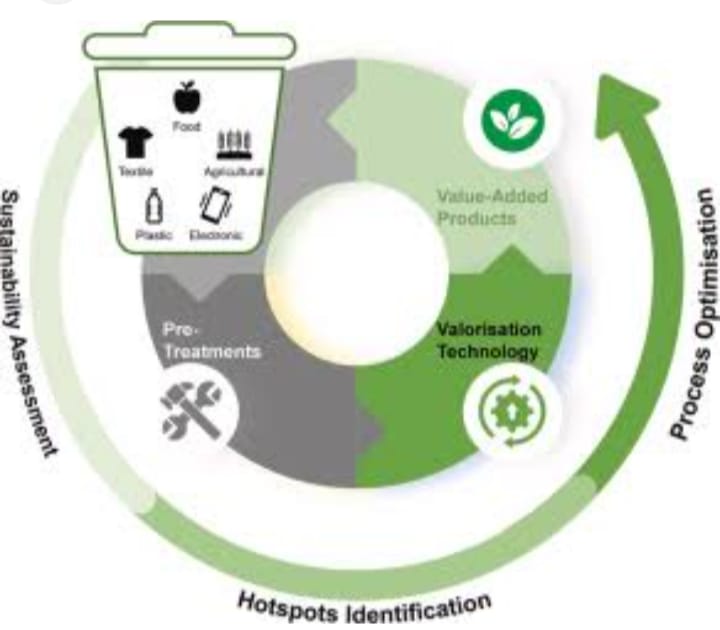 Food
Textile
Agricultural
Plastic
Electronic
Value-Added
Products
Pre-
Treatments
Valorisation
Technology
Sustainability Assessment
Hotspots Identification
Process Optimisation